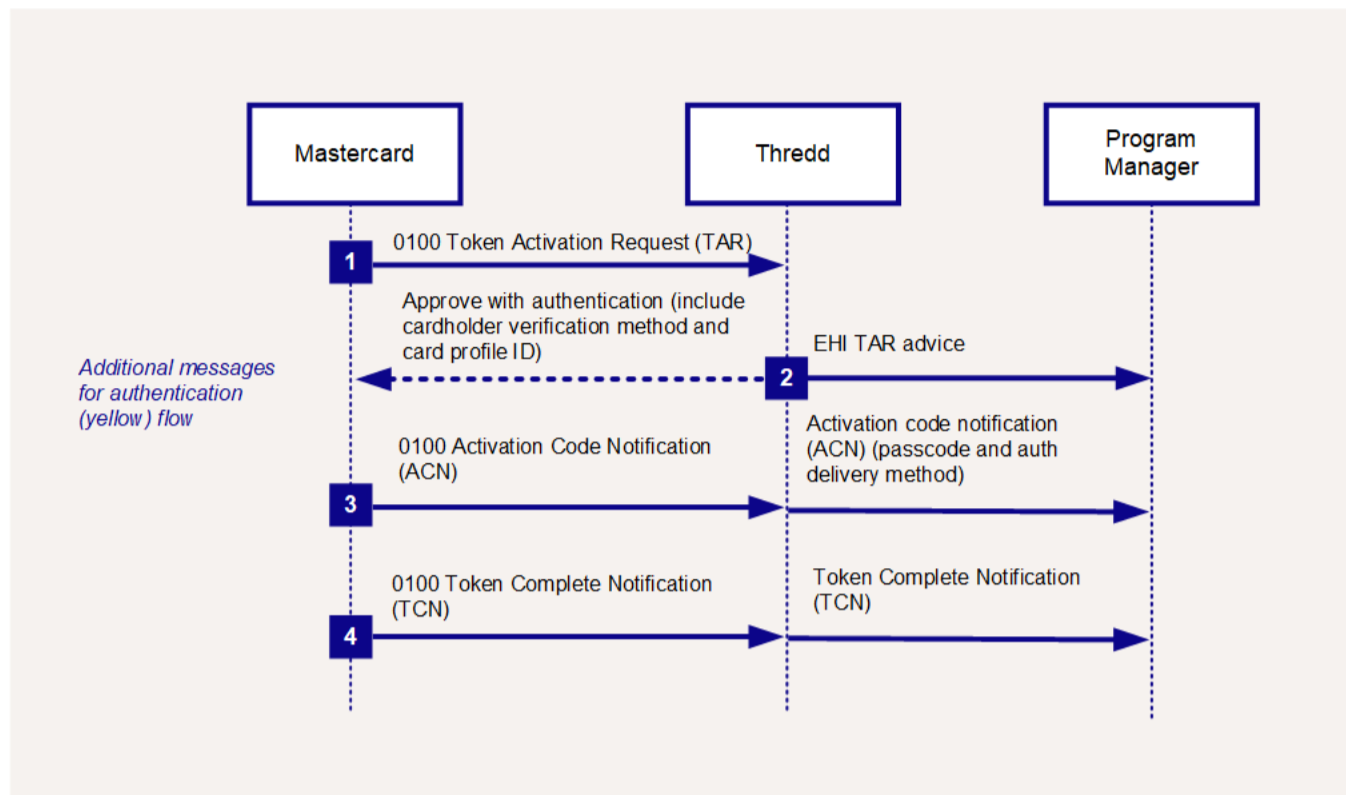 Mastercard
Thredd
Program
Manager
0100 Token Activation Request (TAR)
1
Approve with authentication (include
cardholder verification method and
card profile ID)
EHI TAR advice
2
Additional messages
for authentication
(yellow) flow
0100 Activation Code Notification
(ACN)
Activation code notification
(ACN) (passcode and auth
delivery method)
3
0100 Token Complete Notification
(TCN)
Token Complete Notification
(TCN)
4